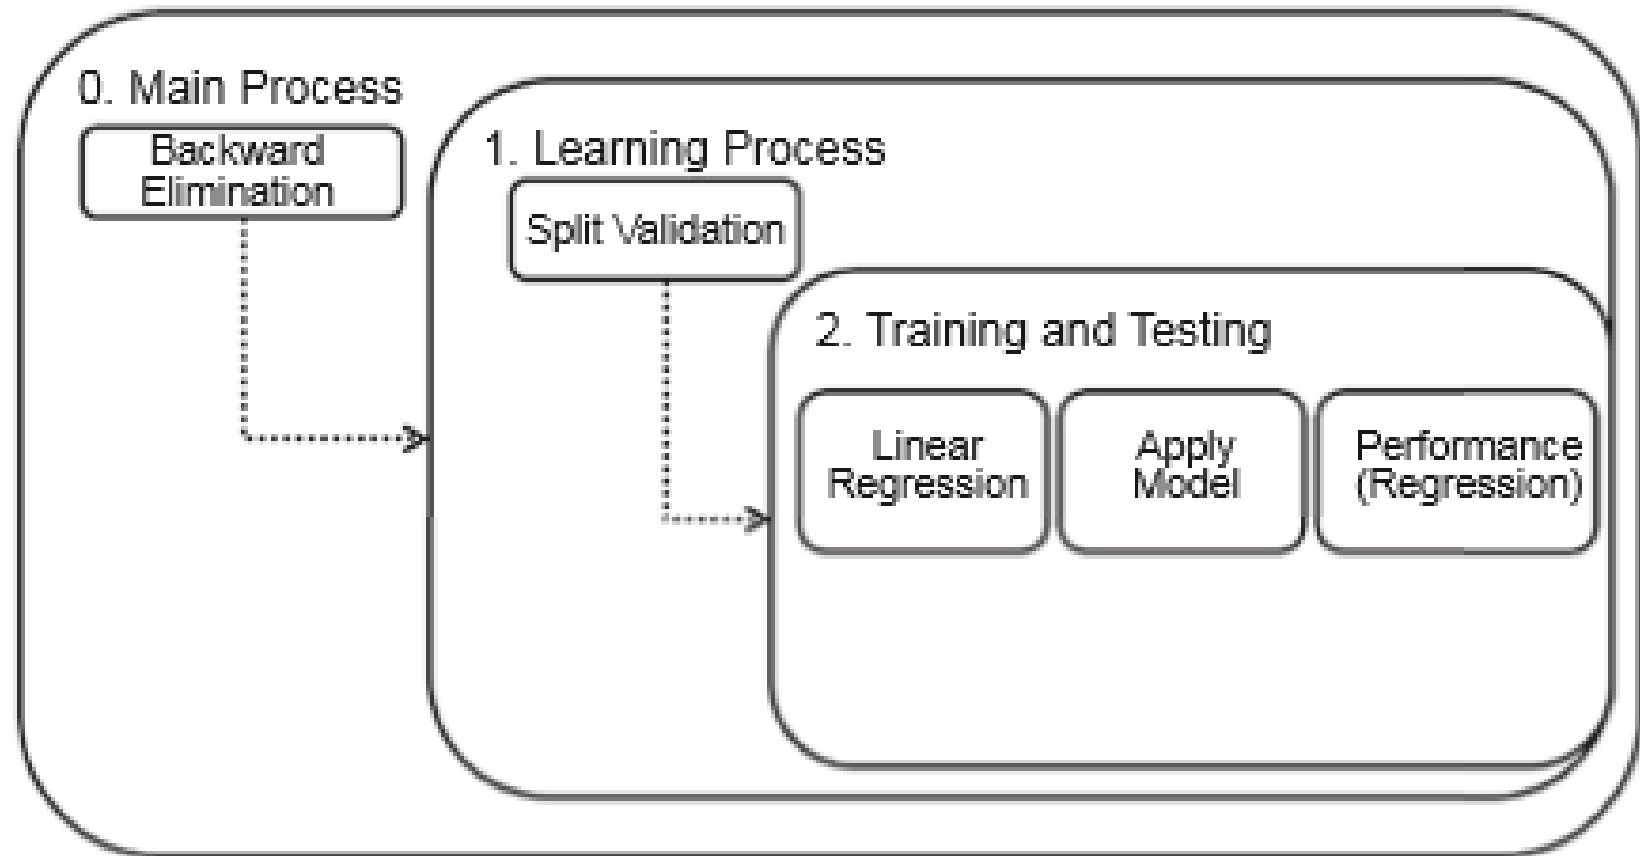 0. Main Process
Backward
Elimination
1. Learning Process
Split Validation
2. Training and Testing
Linear
Regression
Apply
Model
Performance
(Regression)